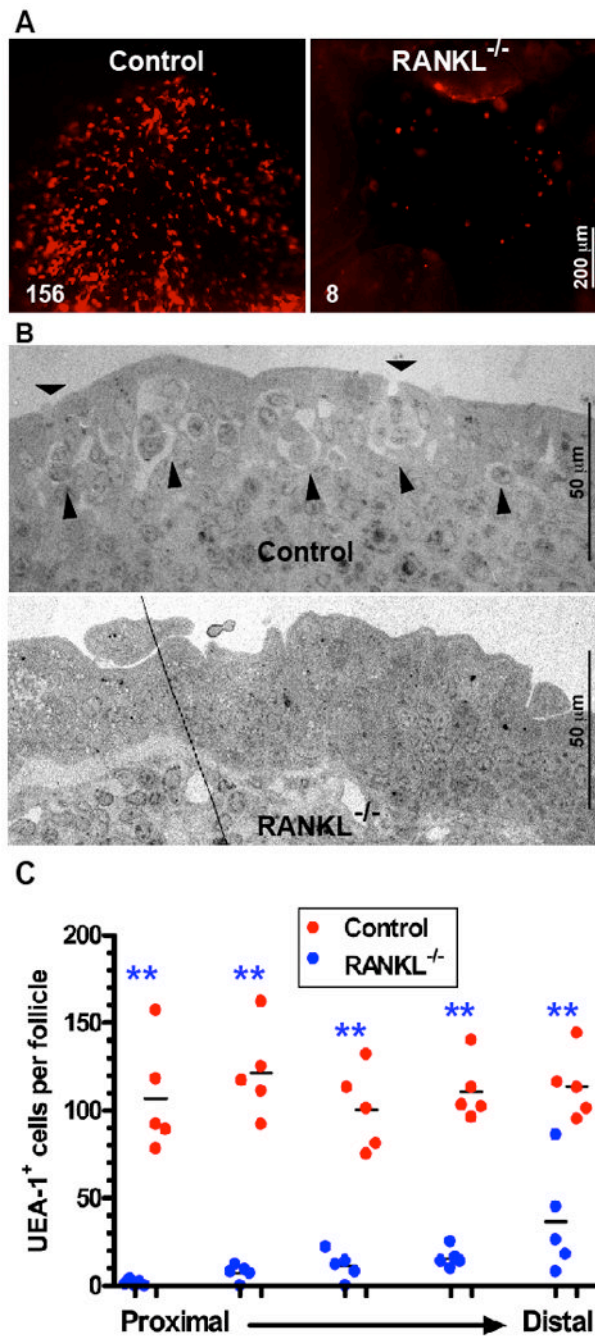 A
Control
RANKL-/-
156
8
200 µm
B
50 µm
Control
50 µm
RANKL-/-
C
Control
RANKL-/-
UEA-1+ cells per follicle
200
150
100
50
0
**
**
**
**
**
Proximal
Distal